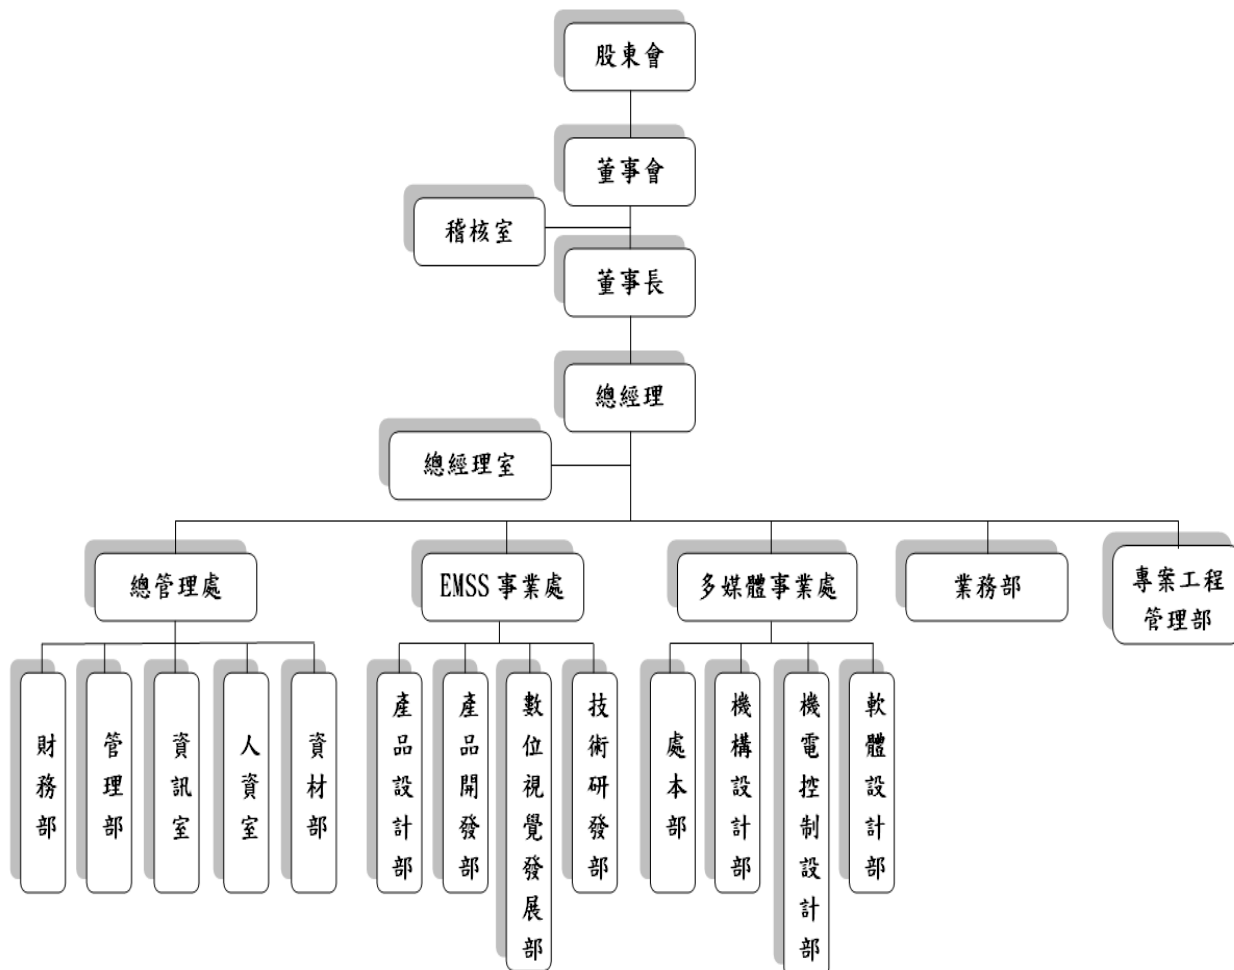 股東會
董事會
稽核室
董事長
總經理
總經理室
總管理處
EMSS 事業處
多媒體事業處
業務部
專案工程
管理部
財務部
管理部
資訊室
人資室
資材部
產品設計部
產品開發部
數位視覺發展部
技術研發部
處本部
機構設計部
機電控制設計部
軟體設計部